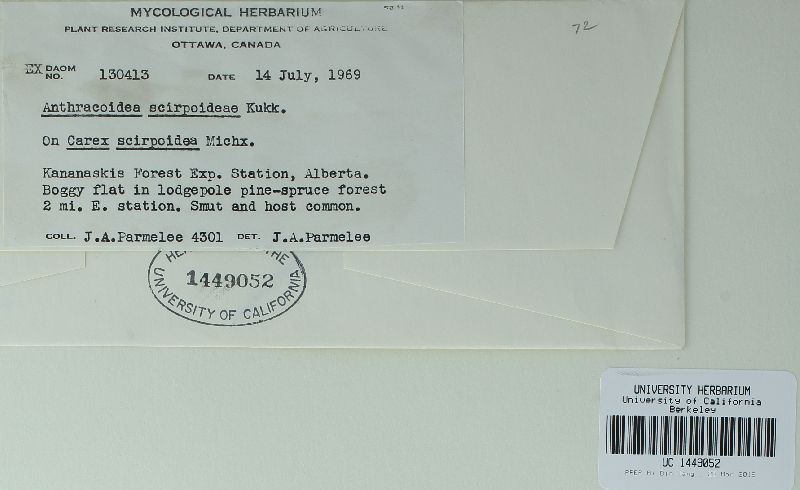 MYCOLOGICAL HERBARIUM
PLANT RESEARCH INSTITUTE, DEPARTMENT OF AGRICULTURE
OTTAWA, CANADA
72
EX DAOM NO. 130413 DATE 14 July, 1969
Anthracoidea scirpoideae Kukk.
On Carex scirpoidea Michx.
Kananaskis Forest Exp. Station, Alberta.
Boggy flat in lodgepole pine-spruce forest
2 mi. E. station. Smut and host common.
COLL. J.A.Parmelee 4301 DET. J.A.Parmelee
THE
1449052
UNIVERSITY OF CALIFORNIA
UNIVERSITY HERBARIUM
University of California
Berkeley
UC 1449052